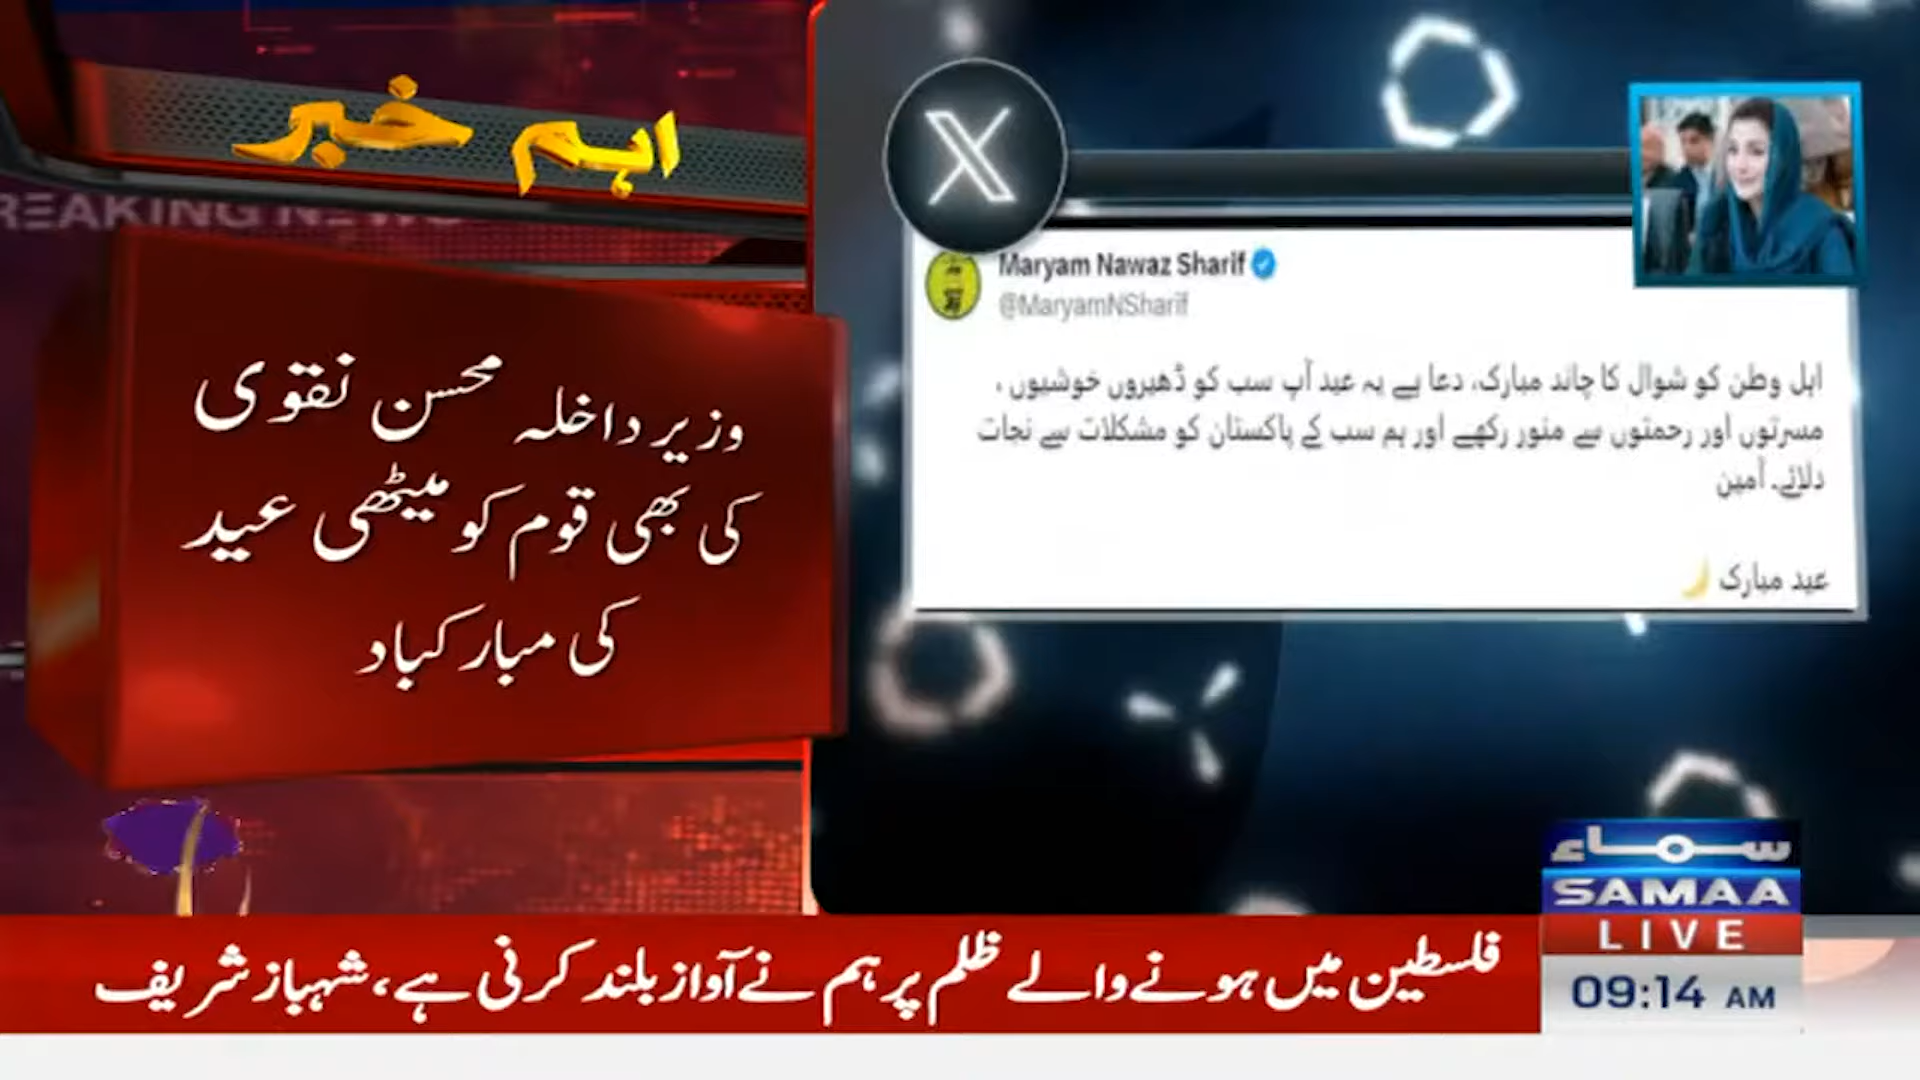 اہم خبر
BREAKING NEWS
وزیر داخلہ محسن نقوی
کی بھی قوم کو میٹھی عید
کی مبارکباد
X
Maryam Nawaz Sharif
@MaryamNSharif
اہل وطن کو شوال کا چاند مبارک، دعا ہے یہ عید آپ سب کو ڈھیروں خوشیوں ،
مسرتوں اور رحمتوں سے منور رکھے اور ہم سب کے پاکستان کو مشکلات سے نجات
دلائے۔ آمین
عید مبارک 🌙
سماء
SAMAA
LIVE
09:14 AM
فلسطین میں ہونے والے ظلم پر ہم نے آواز بلند کرنی ہے، شہباز شریف